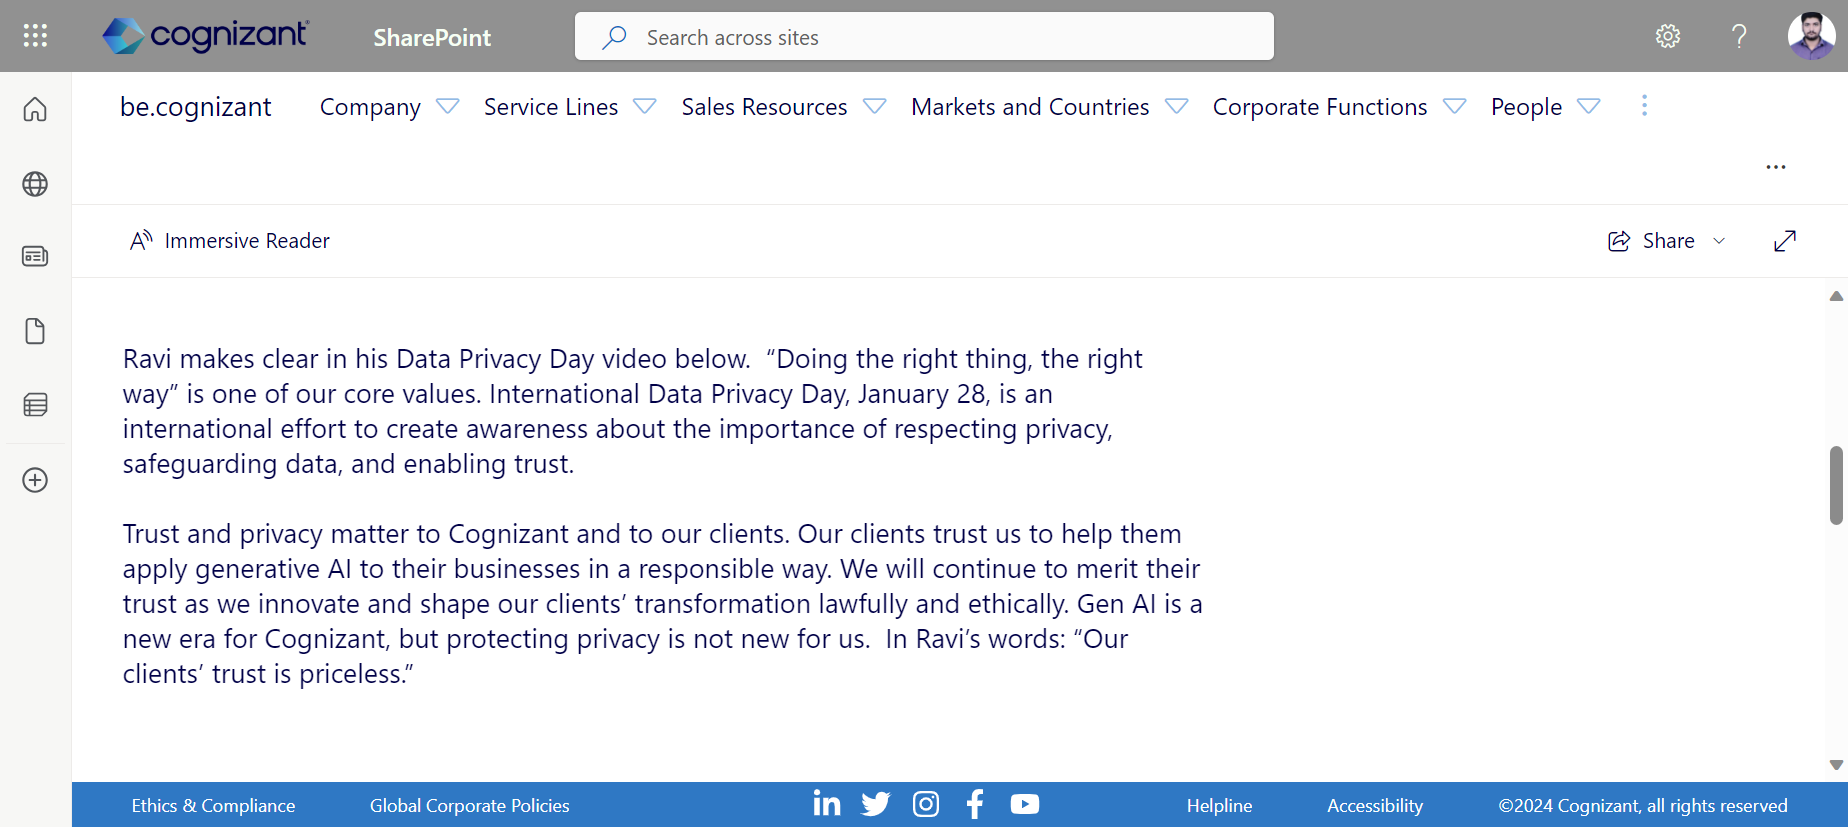 cognizant
SharePoint
Search across sites
be.cognizant Company Service Lines Sales Resources Markets and Countries Corporate Functions People
Immersive Reader
Share
Ravi makes clear in his Data Privacy Day video below.  “Doing the right thing, the right
way” is one of our core values. International Data Privacy Day, January 28, is an
international effort to create awareness about the importance of respecting privacy,
safeguarding data, and enabling trust.
Trust and privacy matter to Cognizant and to our clients. Our clients trust us to help them
apply generative AI to their businesses in a responsible way. We will continue to merit their
trust as we innovate and shape our clients’ transformation lawfully and ethically. Gen AI is a
new era for Cognizant, but protecting privacy is not new for us.  In Ravi’s words: “Our
clients’ trust is priceless.”
Ethics & Compliance Global Corporate Policies Helpline Accessibility ©2024 Cognizant, all rights reserved